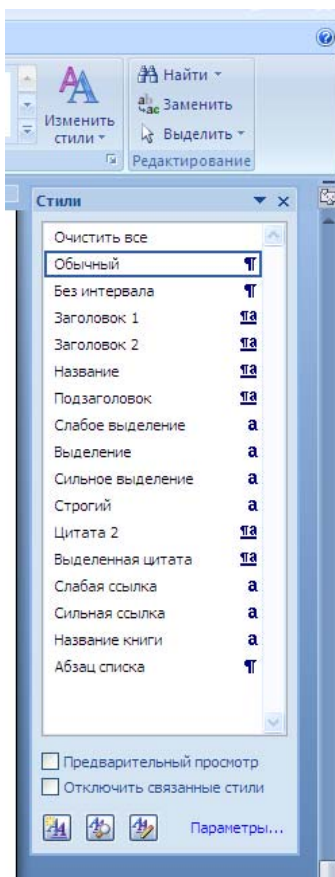 Найти
Заменить
Выделить
Изменить
стили
Редактирование
Стили
Очистить все
Обычный ¶
Без интервала ¶
Заголовок 1 ¶a
Заголовок 2 ¶a
Название ¶a
Подзаголовок ¶a
Слабое выделение a
Выделение a
Сильное выделение a
Строгий a
Цитата 2 ¶a
Выделенная цитата ¶a
Слабая ссылка a
Сильная ссылка a
Название книги a
Абзац списка ¶
Предварительный просмотр
Отключить связанные стили
Параметры...